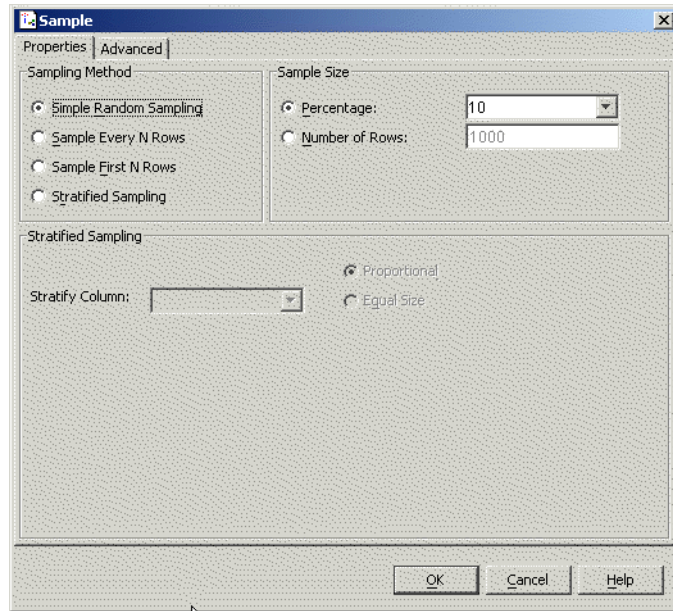 Sample
Properties Advanced
Sampling Method
Simple Random Sampling
Sample Every N Rows
Sample First N Rows
Stratified Sampling
Sample Size
Percentage: 10
Number of Rows: 1000
Stratified Sampling
Stratify Column:
Proportional
Equal Size
OK Cancel Help